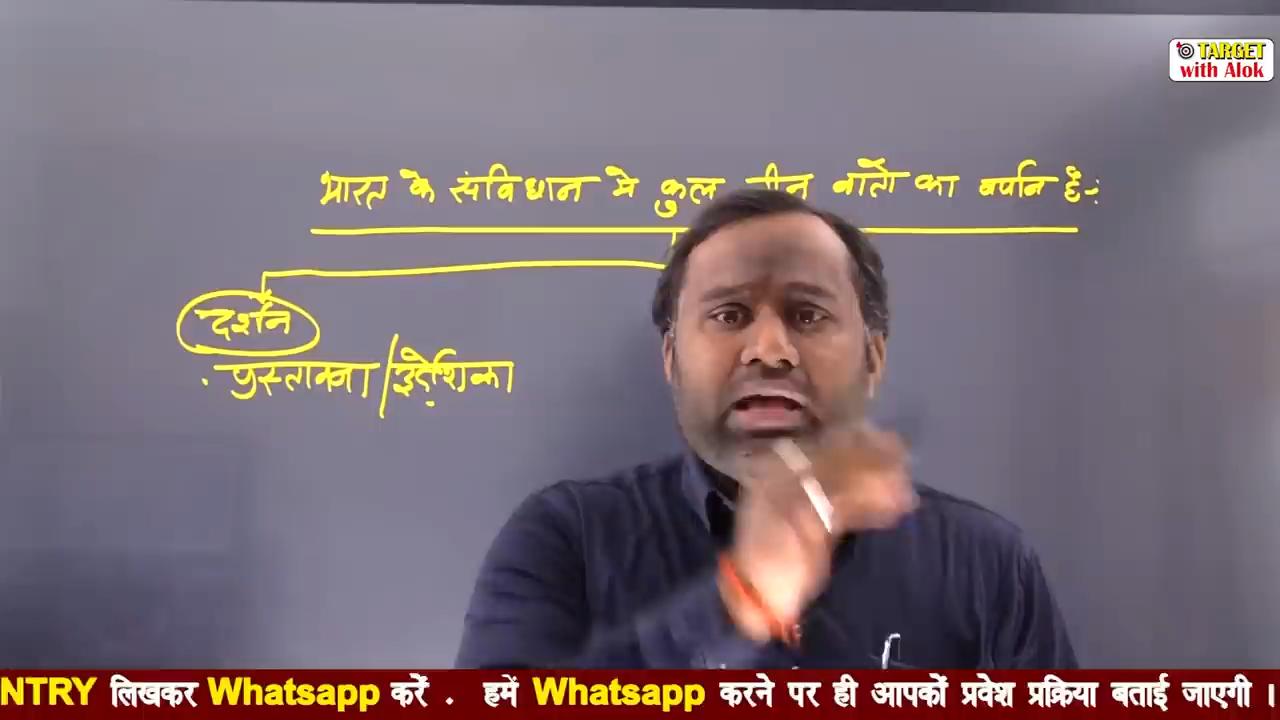 TARGET
with Alok
भारत के संविधान मे कुल तीन बातों का वर्णन है-:
दर्शन
. प्रस्तावना/उद्देशिका
NTRY लिखकर Whatsapp करें . हमें Whatsapp करने पर ही आपकों प्रवेश प्रक्रिया बताई जाएगी ।